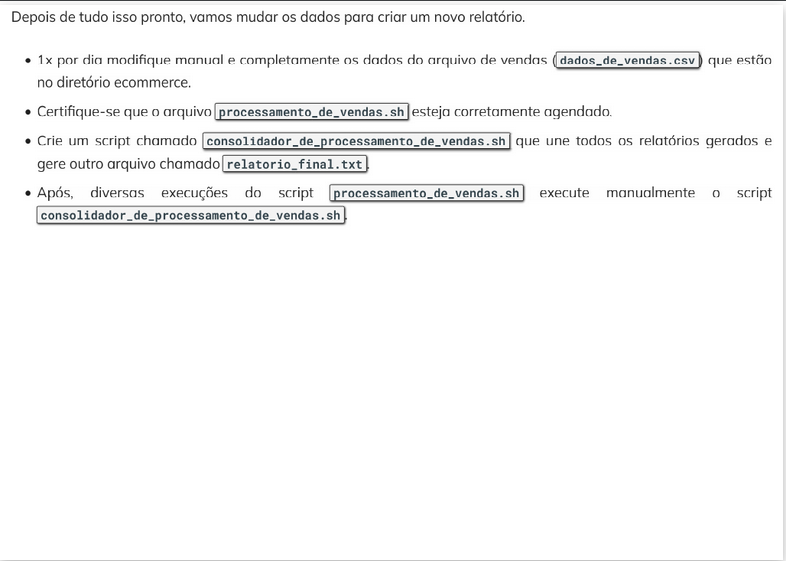 Depois de tudo isso pronto, vamos mudar os dados para criar um novo relatório.
• 1x por dia modifique manual e completamente os dados do arquivo de vendas (dados_de_vendas.csv) que estão
no diretório ecommerce.
• Certifique-se que o arquivo processamento_de_vendas.sh esteja corretamente agendado.
• Crie um script chamado consolidador_de_processamento_de_vendas.sh que une todos os relatórios gerados e
gere outro arquivo chamado relatorio_final.txt.
• Após, diversas execuções do script processamento_de_vendas.sh execute manualmente o script
consolidador_de_processamento_de_vendas.sh.